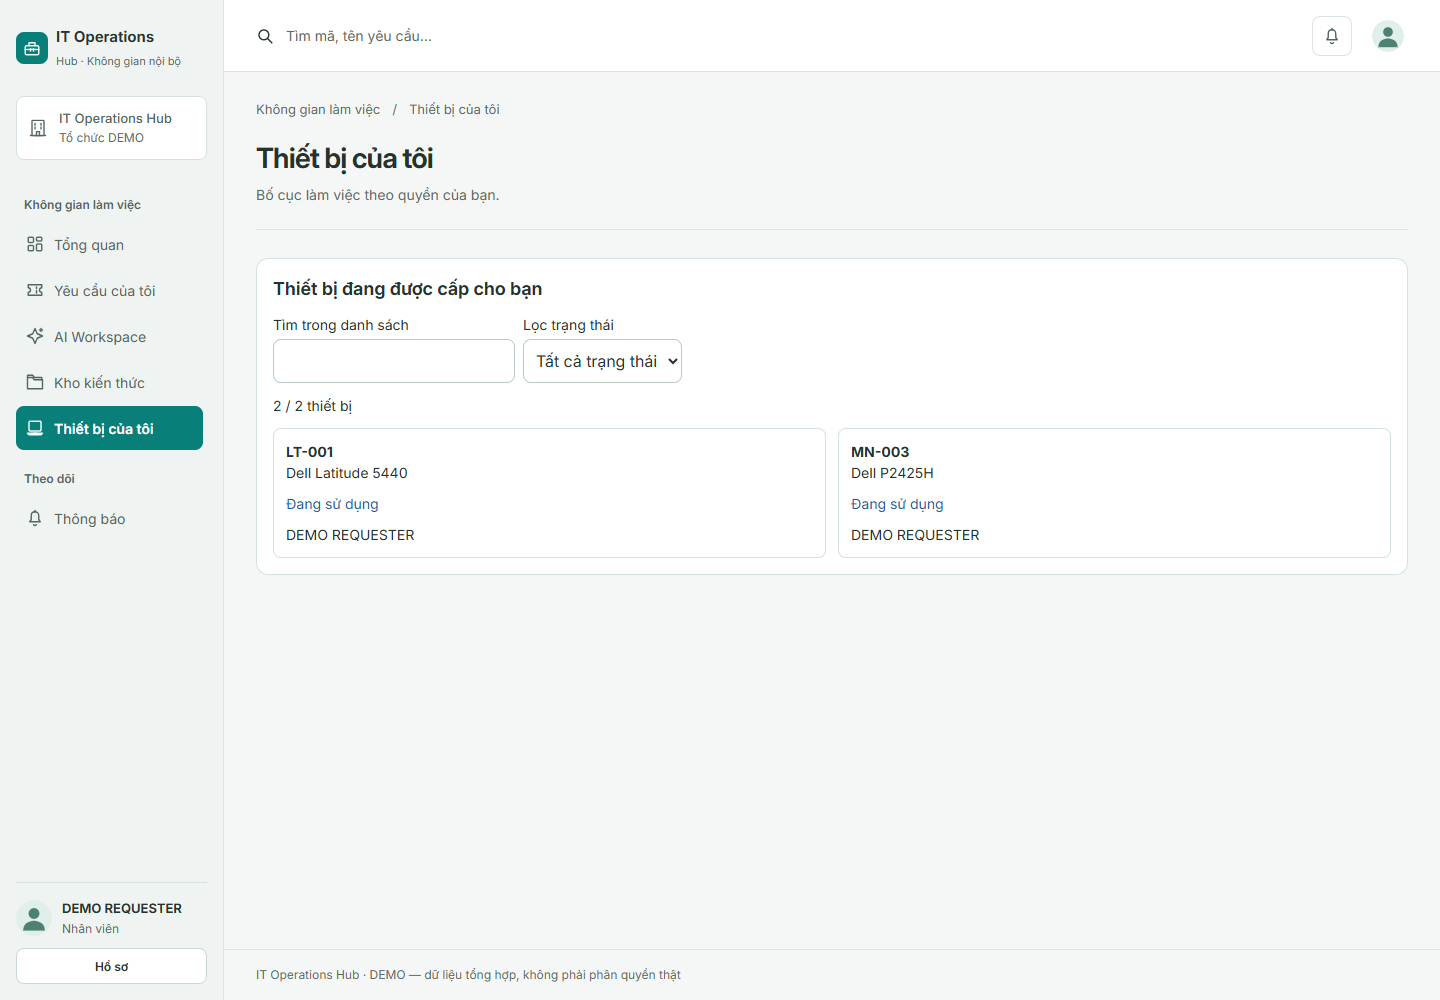 IT Operations
Hub · Không gian nội bộ
IT Operations Hub
Tổ chức DEMO
Không gian làm việc
Tổng quan
Yêu cầu của tôi
AI Workspace
Kho kiến thức
Thiết bị của tôi
Theo dõi
Thông báo
DEMO REQUESTER
Nhân viên
Hồ sơ
Tìm mã, tên yêu cầu...
Không gian làm việc / Thiết bị của tôi
Thiết bị của tôi
Bố cục làm việc theo quyền của bạn.
Thiết bị đang được cấp cho bạn
Tìm trong danh sách
Lọc trạng thái
Tất cả trạng thái
2 / 2 thiết bị
LT-001
Dell Latitude 5440
Đang sử dụng
DEMO REQUESTER
MN-003
Dell P2425H
Đang sử dụng
DEMO REQUESTER
IT Operations Hub · DEMO — dữ liệu tổng hợp, không phải phân quyền thật